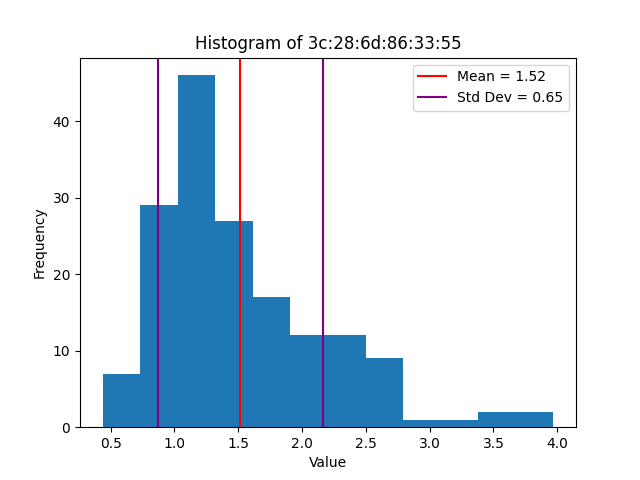 Histogram of 3c:28:6d:86:33:55
Mean = 1.52
Std Dev = 0.65
Frequency
40
30
20
10
0
0.5 1.0 1.5 2.0 2.5 3.0 3.5 4.0
Value